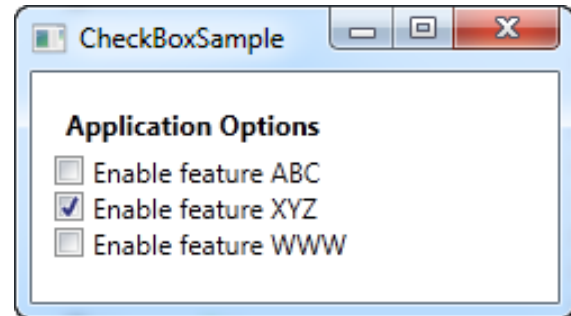 CheckBoxSample
Application Options
Enable feature ABC
Enable feature XYZ
Enable feature WWW